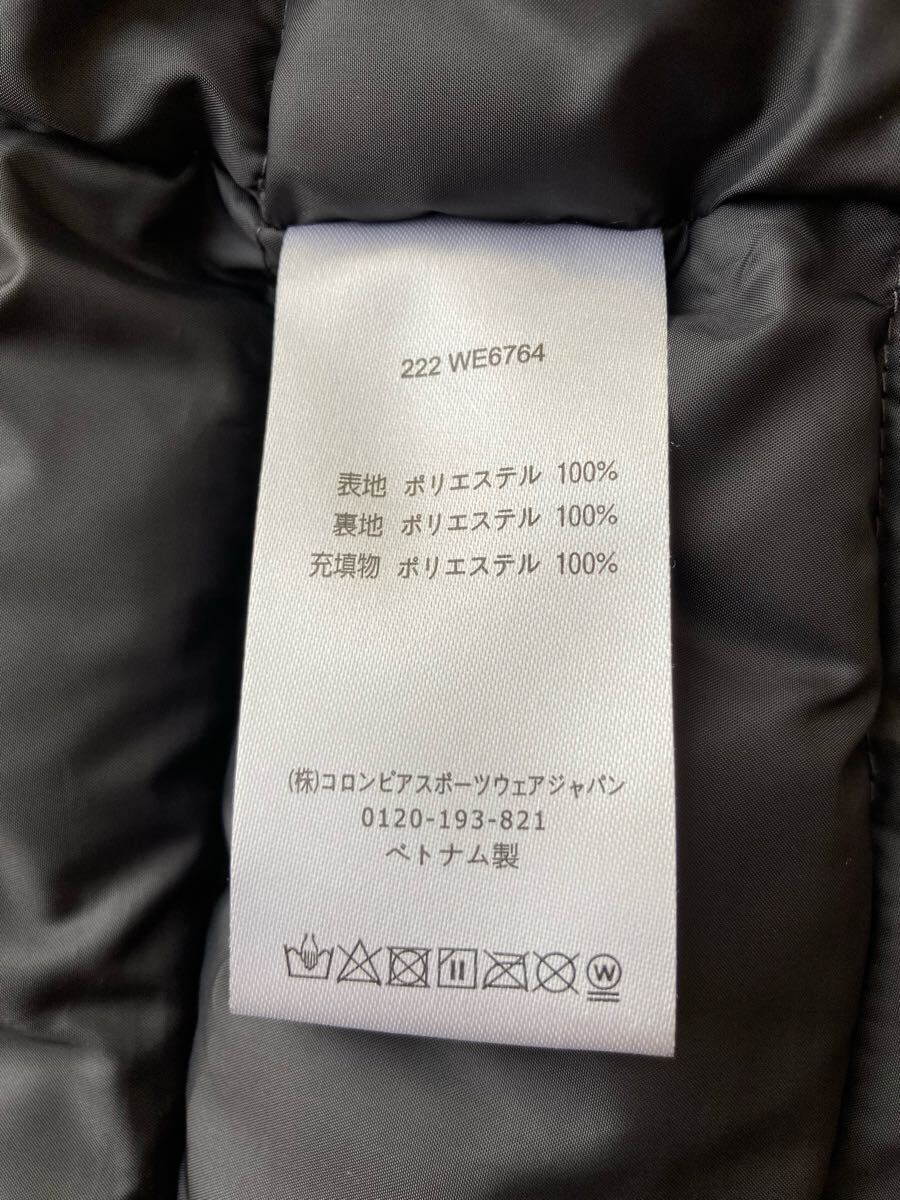 222 WE6764
表地 ポリエステル 100%
裏地 ポリエステル 100%
充填物 ポリエステル 100%
(株)コロンビアスポーツウェアジャパン
0120-193-821
ベトナム製
W